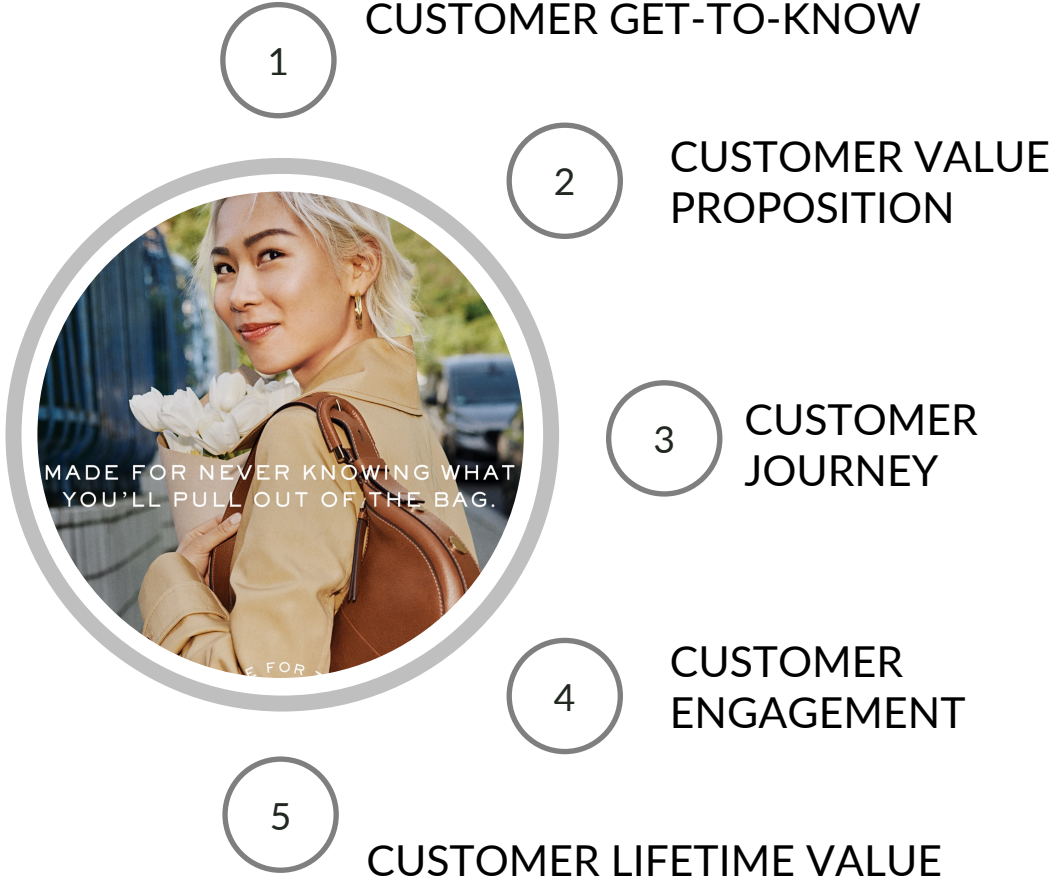 1
CUSTOMER GET-TO-KNOW
2
CUSTOMER VALUE
PROPOSITION
3
CUSTOMER
JOURNEY
MADE FOR NEVER KNOWING WHAT
YOU'LL PULL OUT OF THE BAG.
4
CUSTOMER
ENGAGEMENT
FOR
5
CUSTOMER LIFETIME VALUE